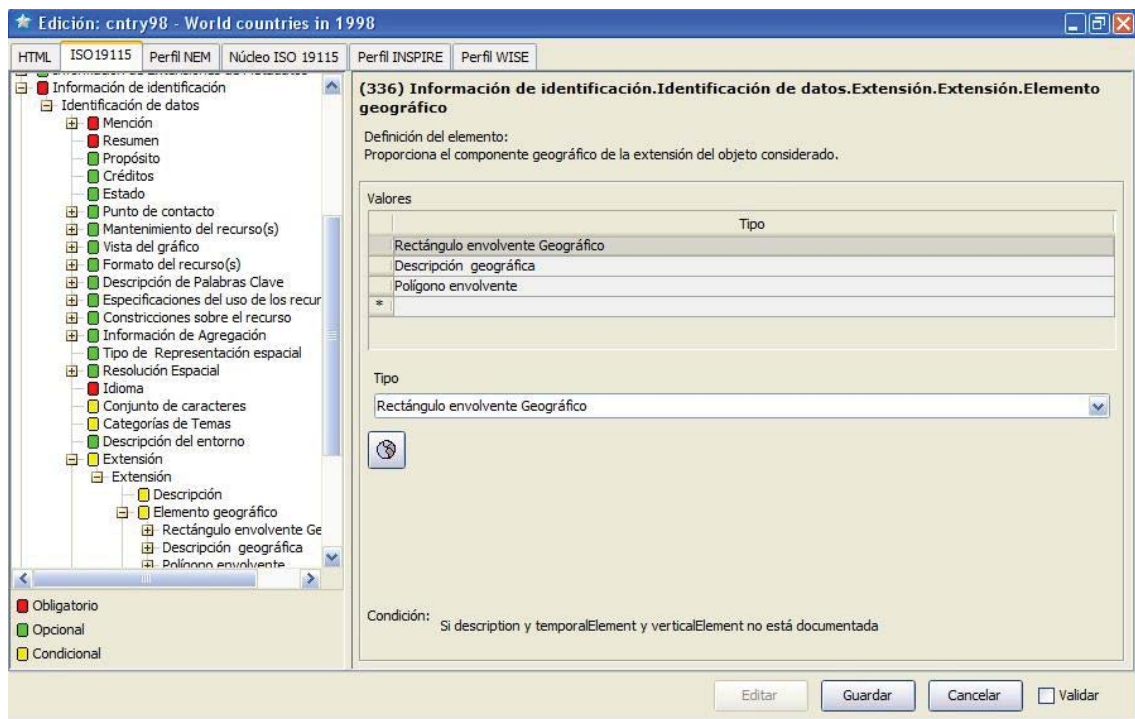 Edición: cntry98 - World countries in 1998
HTML ISO19115 Perfil NEM Núcleo ISO 19115 Perfil INSPIRE Perfil WISE
Información de Extensiones de Metadatos
Información de identificación
Identificación de datos
Mención
Resumen
Propósito
Créditos
Estado
Punto de contacto
Mantenimiento del recurso(s)
Vista del gráfico
Formato del recurso(s)
Descripción de Palabras Clave
Especificaciones del uso de los recur
Constricciones sobre el recurso
Información de Agregación
Tipo de Representación espacial
Resolución Espacial
Idioma
Conjunto de caracteres
Categorías de Temas
Descripción del entorno
Extensión
Extensión
Descripción
Elemento geográfico
Rectángulo envolvente Ge
Descripción geográfica
Polígono envolvente
Obligatorio
Opcional
Condicional
(336) Información de identificación.Identificación de datos.Extensión.Extensión.Elemento
geográfico
Definición del elemento:
Proporciona el componente geográfico de la extensión del objeto considerado.
Valores
Tipo
Rectángulo envolvente Geográfico
Descripción geográfica
Polígono envolvente
*
Tipo
Rectángulo envolvente Geográfico
Condición: Si description y temporalElement y verticalElement no está documentada
Editar Guardar Cancelar Validar